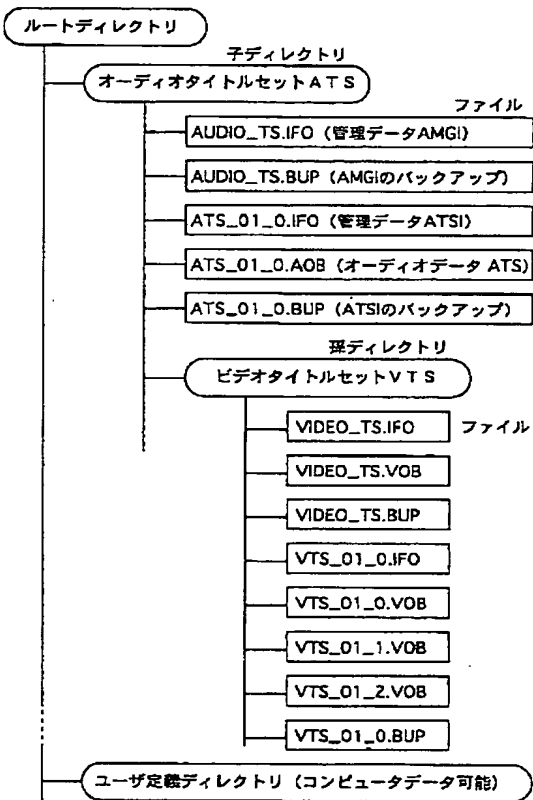 ルートディレクトリ
子ディレクトリ
オーディオタイトルセットATS
ファイル
AUDIO_TS.IFO (管理データAMGI)
AUDIO_TS.BUP (AMGIのバックアップ)
ATS_01_0.IFO (管理データATSI)
ATS_01_0.AOB (オーディオデータ ATS)
ATS_01_0.BUP (ATSIのバックアップ)
孫ディレクトリ
ビデオタイトルセットVTS
VIDEO_TS.IFO ファイル
VIDEO_TS.VOB
VIDEO_TS.BUP
VTS_01_0.IFO
VTS_01_0.VOB
VTS_01_1.VOB
VTS_01_2.VOB
VTS_01_0.BUP
ユーザ定義ディレクトリ (コンピュータデータ可能)